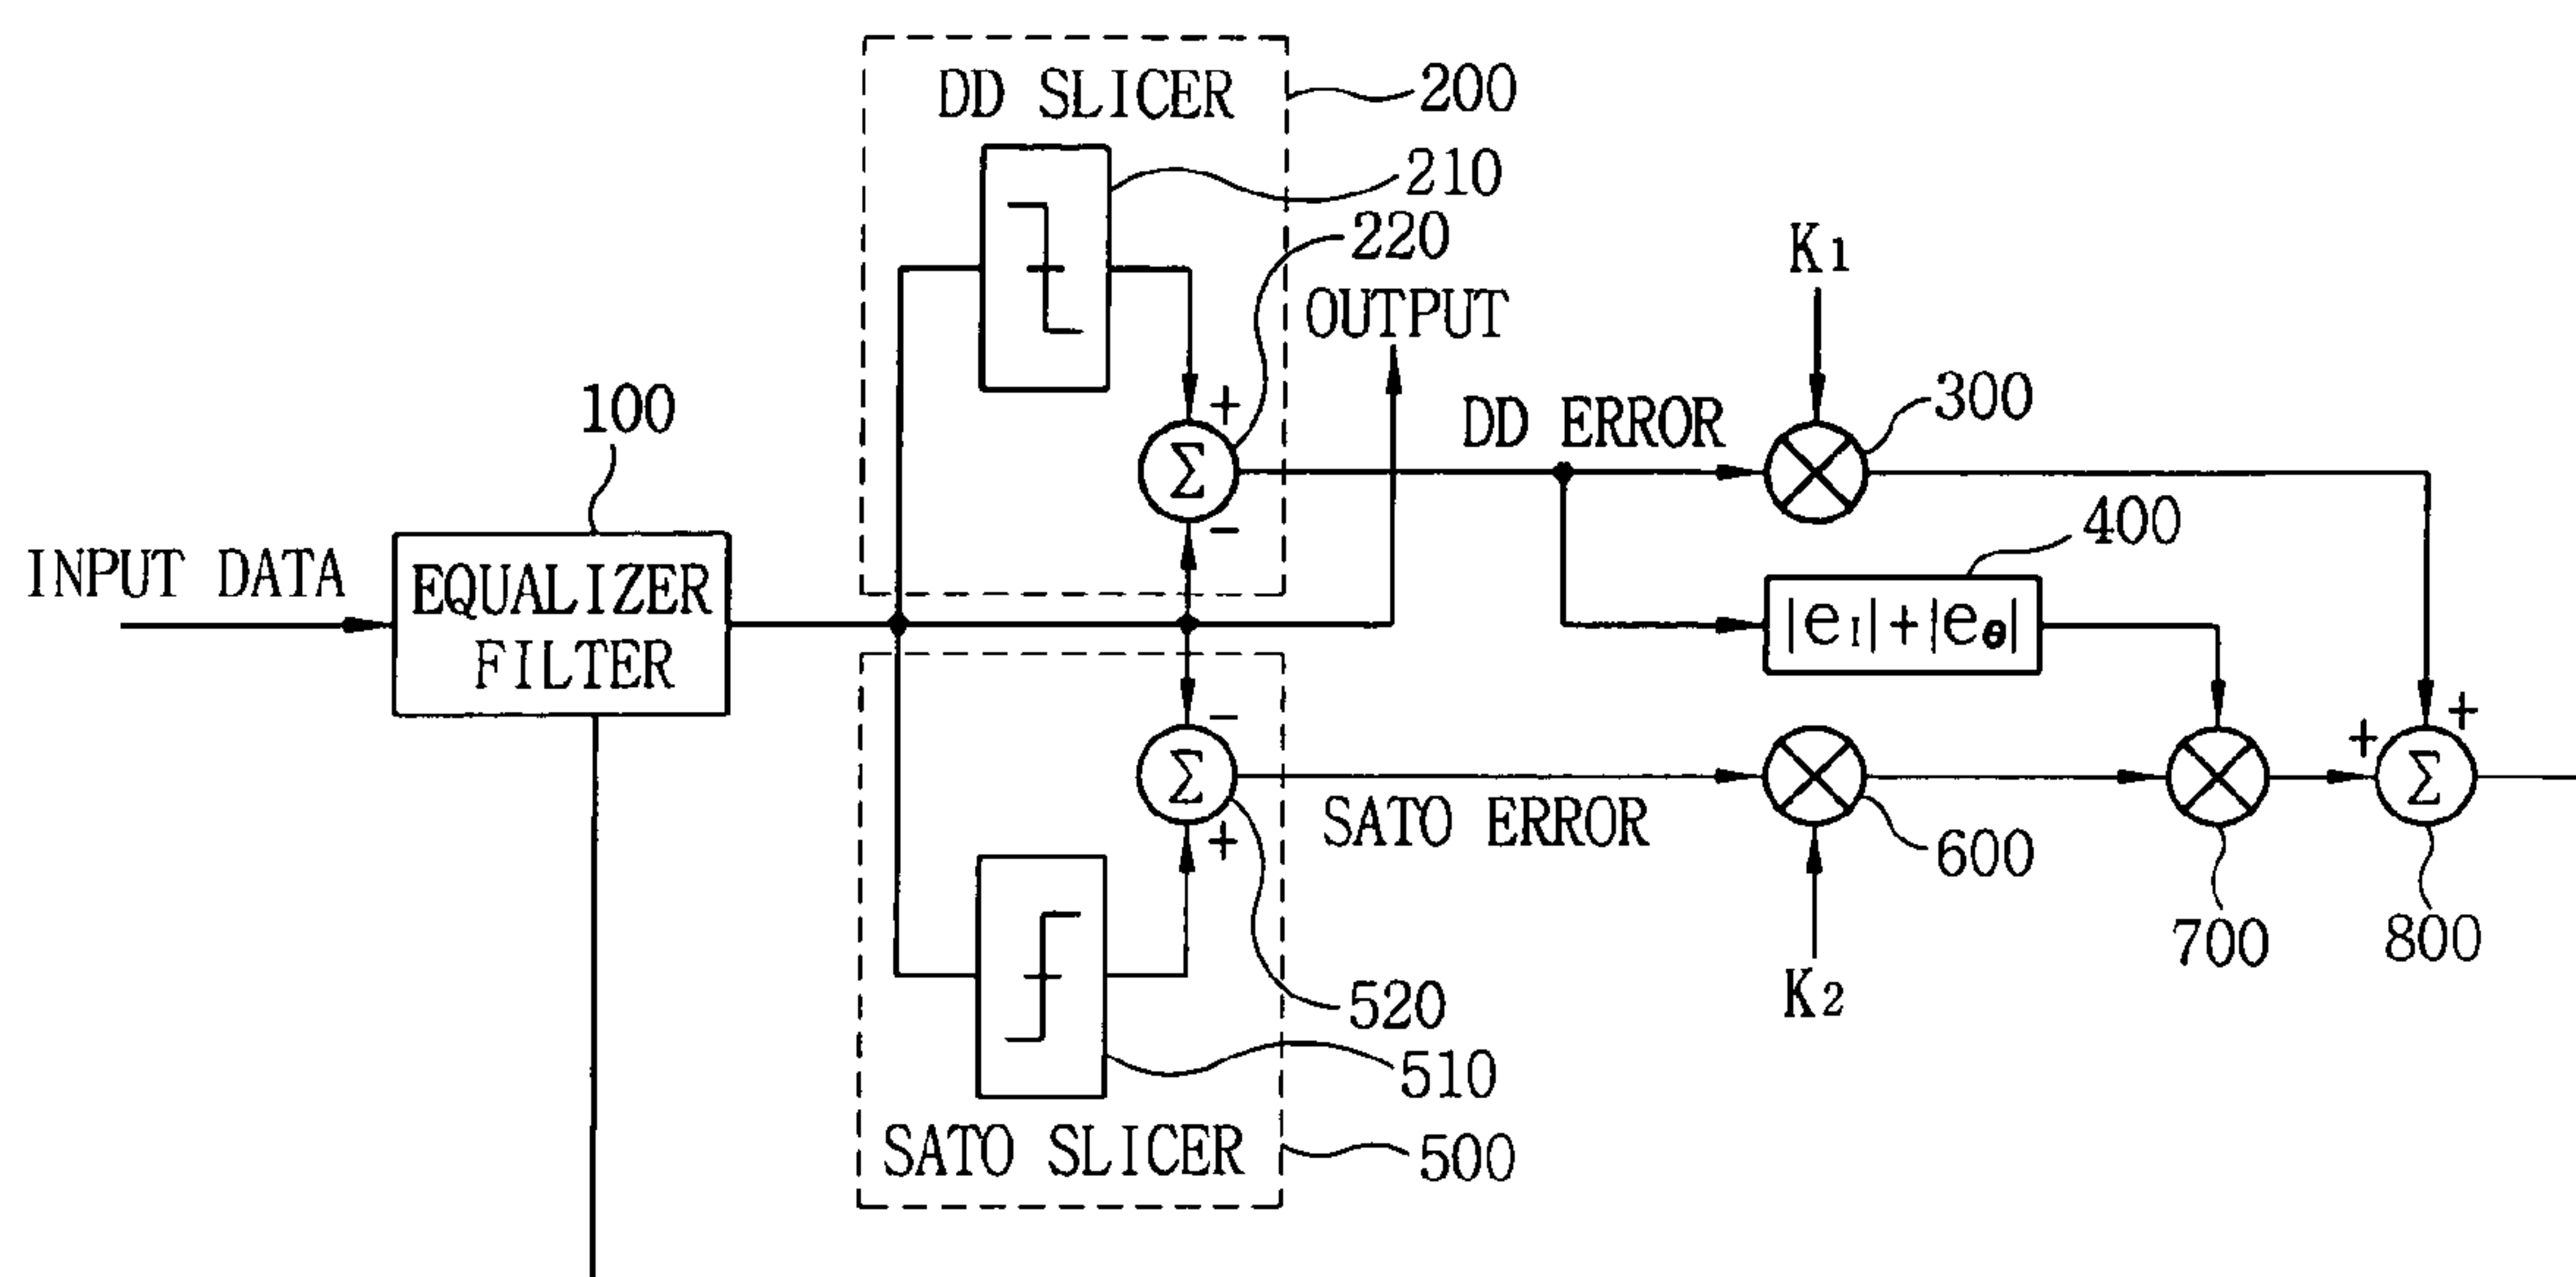 DD SLICER
200
210
220
OUTPUT
K1
100
+
DD ERROR
300
Σ
−
400
INPUT DATA
EQUALIZER
FILTER
|eI|+|eθ|
−
Σ
+
SATO ERROR
600
+
+
Σ
700
800
K2
520
510
SATO SLICER
500